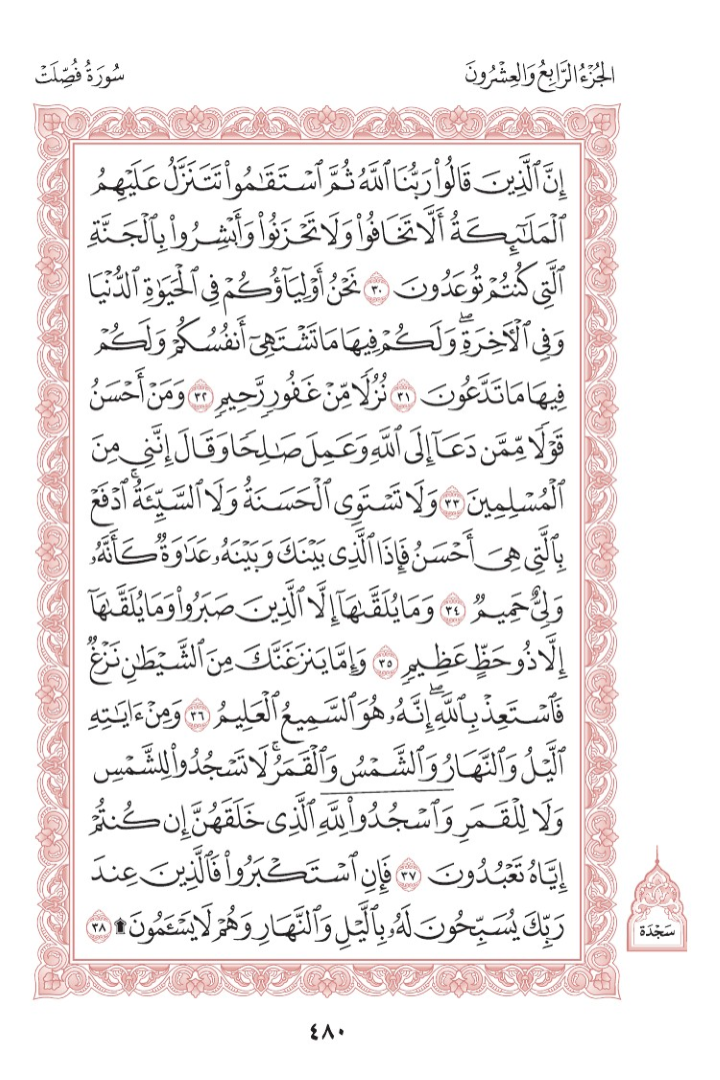 الجُزْءُ الرَّابِعُ وَالعِشْرُونَ
سُورَةُ فُصِّلَتْ
إِنَّ ٱلَّذِينَ قَالُوا۟ رَبُّنَا ٱللَّهُ ثُمَّ ٱسْتَقَـٰمُوا۟ تَتَنَزَّلُ عَلَيْهِمُ
ٱلْمَلَـٰٓئِكَةُ أَلَّا تَخَافُوا۟ وَلَا تَحْزَنُوا۟ وَأَبْشِرُوا۟ بِٱلْجَنَّةِ
ٱلَّتِى كُنتُمْ تُوعَدُونَ ٣٠ نَحْنُ أَوْلِيَآؤُكُمْ فِى ٱلْحَيَوٰةِ ٱلدُّنْيَا
وَفِى ٱلْـَٔاخِرَةِ ۖ وَلَكُمْ فِيهَا مَا تَشْتَهِىٓ أَنفُسُكُمْ وَلَكُمْ
فِيهَا مَا تَدَّعُونَ ٣١ نُزُلًا مِّنْ غَفُورٍ رَّحِيمٍ ٣٢ وَمَنْ أَحْسَنُ
قَوْلًا مِّمَّن دَعَآ إِلَى ٱللَّهِ وَعَمِلَ صَـٰلِحًا وَقَالَ إِنَّنِى مِنَ
ٱلْمُسْلِمِينَ ٣٣ وَلَا تَسْتَوِى ٱلْحَسَنَةُ وَلَا ٱلسَّيِّئَةُ ۚ ٱدْفَعْ
بِٱلَّتِى هِىَ أَحْسَنُ فَإِذَا ٱلَّذِى بَيْنَكَ وَبَيْنَهُۥ عَدَٰوَةٌ كَأَنَّهُۥ
وَلِىٌّ حَمِيمٌ ٣٤ وَمَا يُلَقَّىٰهَآ إِلَّا ٱلَّذِينَ صَبَرُوا۟ وَمَا يُلَقَّىٰهَآ
إِلَّا ذُو حَظٍّ عَظِيمٍ ٣٥ وَإِمَّا يَنزَغَنَّكَ مِنَ ٱلشَّيْطَـٰنِ نَزْغٌ
فَٱسْتَعِذْ بِٱللَّهِ ۖ إِنَّهُۥ هُوَ ٱلسَّمِيعُ ٱلْعَلِيمُ ٣٦ وَمِنْ ءَايَـٰتِهِ
ٱلَّيْلُ وَٱلنَّهَارُ وَٱلشَّمْسُ وَٱلْقَمَرُ ۚ لَا تَسْجُدُوا۟ لِلشَّمْسِ
وَلَا لِلْقَمَرِ وَٱسْجُدُوا۟ لِلَّهِ ٱلَّذِى خَلَقَهُنَّ إِن كُنتُمْ
إِيَّاهُ تَعْبُدُونَ ٣٧ فَإِنِ ٱسْتَكْبَرُوا۟ فَٱلَّذِينَ عِندَ
رَبِّكَ يُسَبِّحُونَ لَهُۥ بِٱلَّيْلِ وَٱلنَّهَارِ وَهُمْ لَا يَسْـَٔمُونَ ۩ ٣٨
سَجْدَة
٤٨٠